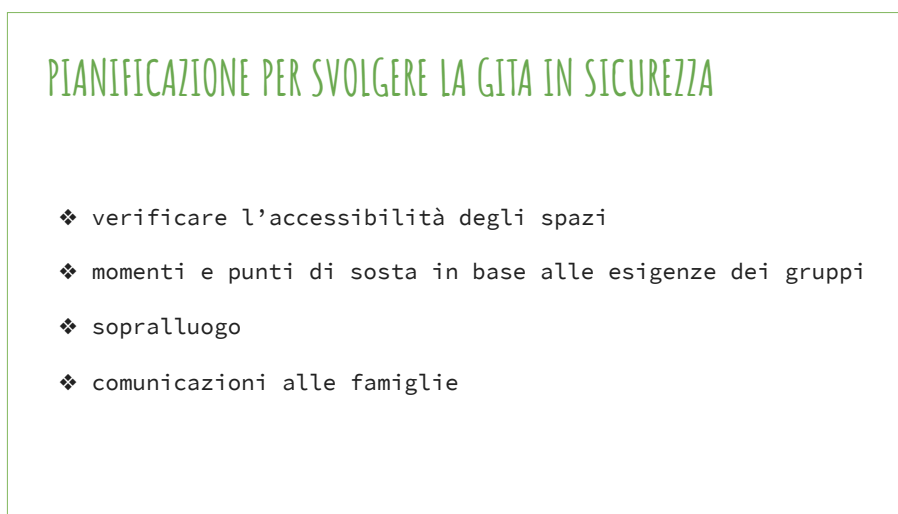 PIANIFICAZIONE PER SVOLGERE LA GITA IN SICUREZZA
❖ verificare l’accessibilità degli spazi
❖ momenti e punti di sosta in base alle esigenze dei gruppi
❖ sopralluogo
❖ comunicazioni alle famiglie